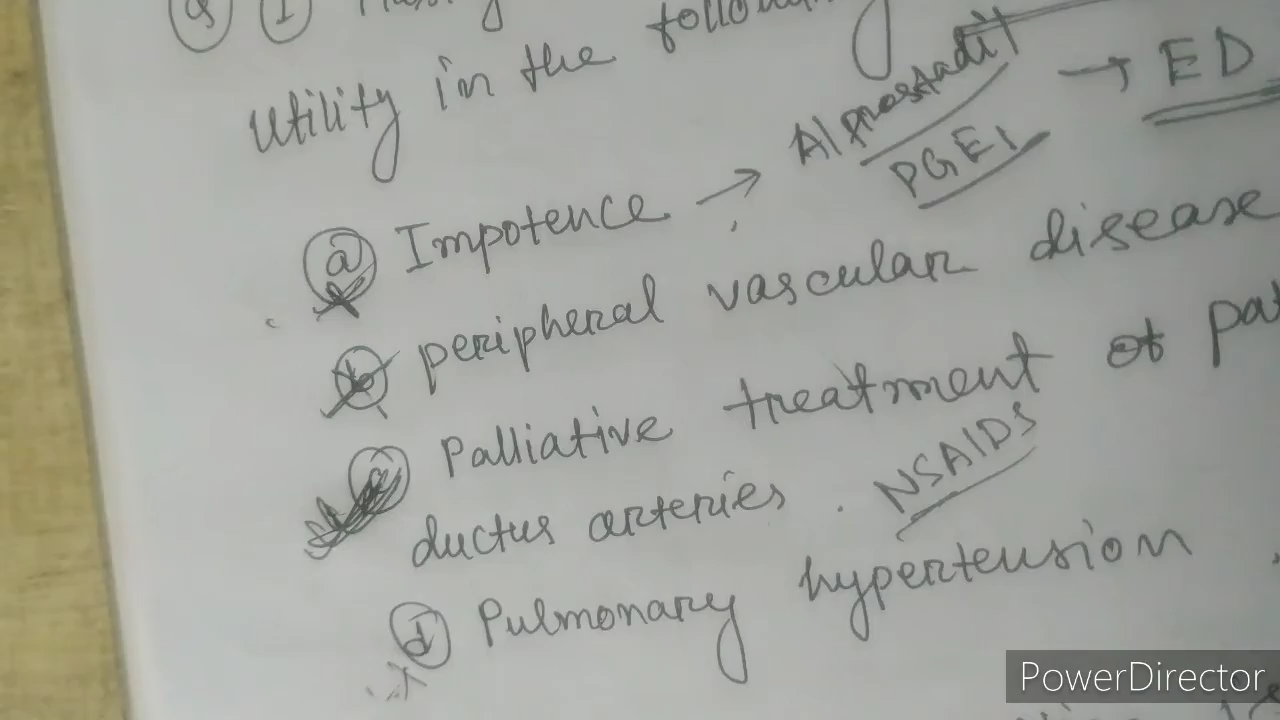 utility in the following
Alprostadil → ED
PGE1
ⓐ Impotence →
ⓑ peripheral vascular disease
ⓒ Palliative treatment of
ductus arteries. NSAIDS
ⓓ Pulmonary hypertension
PowerDirector